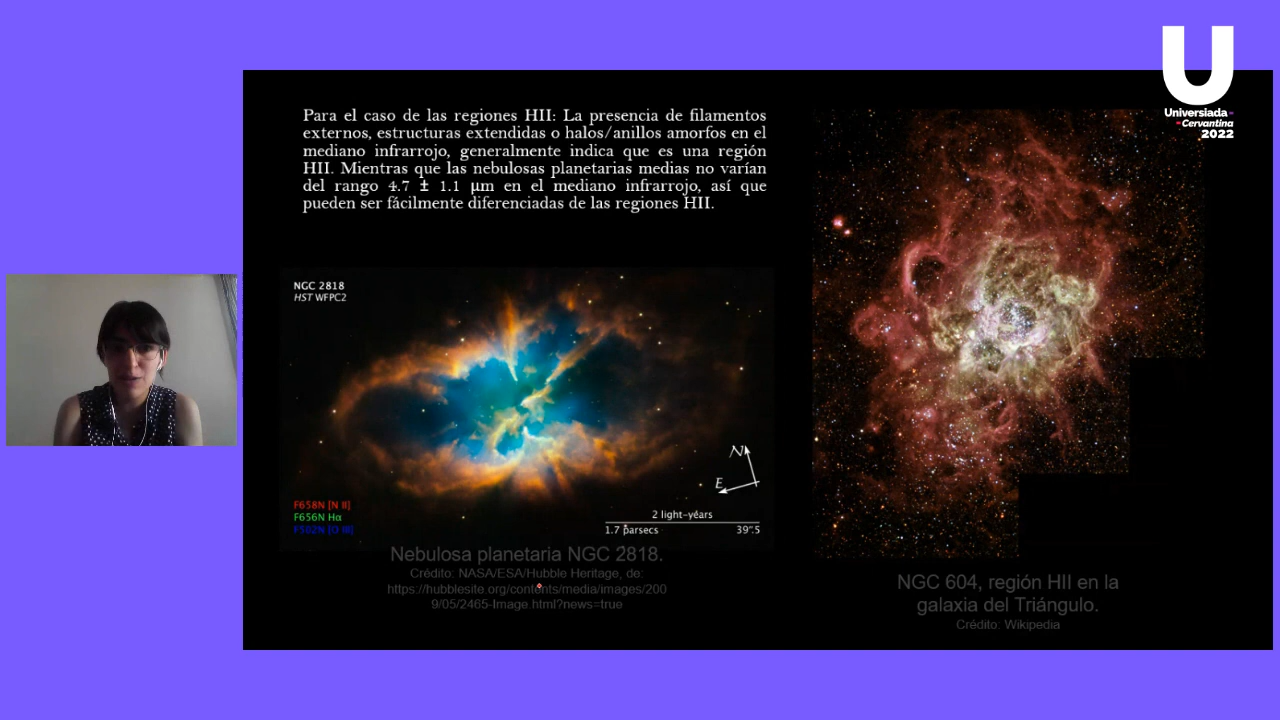 U
Universiada
Cervantina
2022
Para el caso de las regiones HII: La presencia de filamentos
externos, estructuras extendidas o halos/anillos amorfos en el
mediano infrarrojo, generalmente indica que es una región
HII. Mientras que las nebulosas planetarias medias no varían
del rango 4.7 ± 1.1 μm en el mediano infrarrojo, así que
pueden ser fácilmente diferenciadas de las regiones HII.
NGC 2818
HST WFPC2
N
E
F658N [N II]
F656N Hα
F502N [O III]
2 light-years
1.7 parsecs 39".5
Nebulosa planetaria NGC 2818.
Crédito: NASA/ESA/Hubble Heritage, de:
https://hubblesite.org/contents/media/images/200
9/05/2465-Image.html?news=true
NGC 604, región HII en la
galaxia del Triángulo.
Crédito: Wikipedia